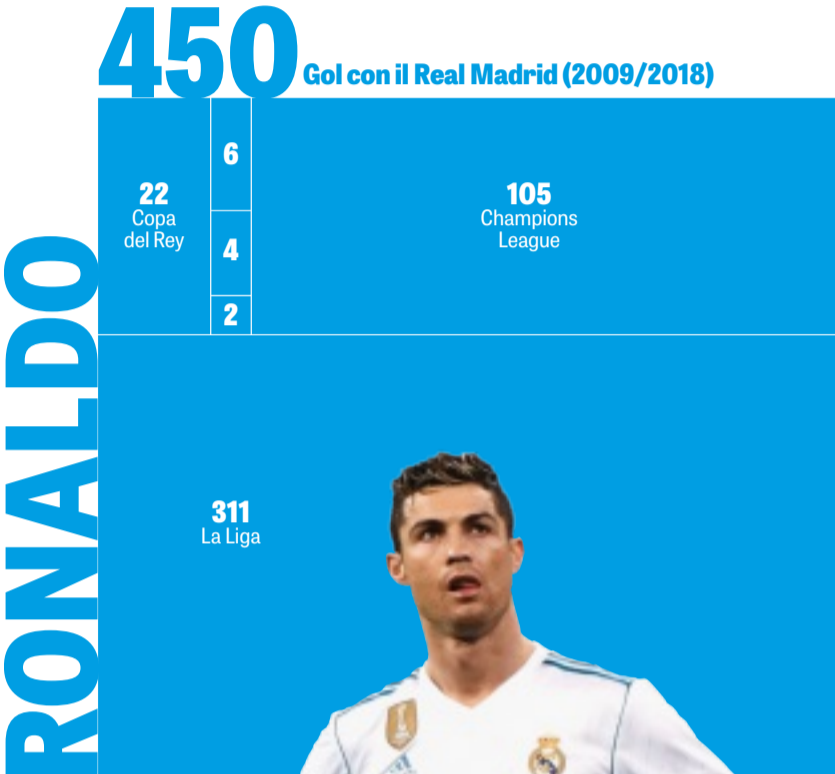 450
Gol con il Real Madrid (2009/2018)
RONALDO
22
Copa
del Rey
6
4
2
105
Champions
League
311
La Liga